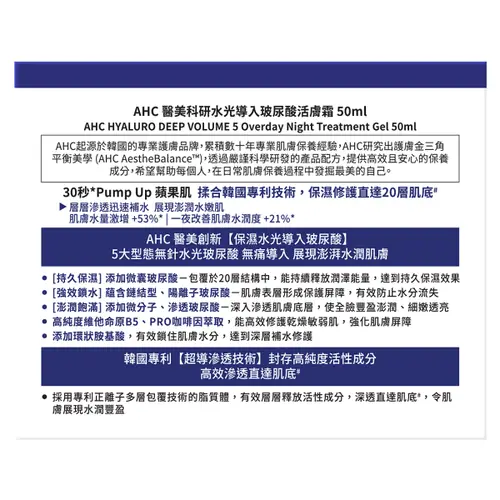 AHC 醫美科研水光導入玻尿酸活膚霜 50ml
AHC HYALURO DEEP VOLUME 5 Overday Night Treatment Gel 50ml
AHC起源於韓國的專業護膚品牌,累積數十年專業肌膚保養經驗,AHC研究出護膚金三角
平衡美學 (AHC AestheBalance™),透過嚴謹科學研發的產品配方,提供高效且安心的保養
成分,希望幫助每個人,在日常肌膚保養過程中發掘最美的自己。
30秒*Pump Up 蘋果肌 揉合韓國專利技術，保濕修護直達20層肌底#
▶ 層層滲透迅速補水 展現澎潤水嫩肌
肌膚水量激增 +53%* | 一夜改善肌膚水潤度 +21%*
AHC 醫美創新【保濕水光導入玻尿酸】
5大型態無針水光玻尿酸 無痛導入 展現澎湃水潤肌膚
• [持久保濕] 添加微囊玻尿酸－包覆於20層結構中，能持續釋放潤澤能量，達到持久保濕效果
• [強效鎖水] 蘊含鏈結型、陽離子玻尿酸－肌膚表層形成保護屏障，有效防止水分流失
• [澎潤飽滿] 添加微分子、滲透玻尿酸－深入滲透肌膚底層，使全臉豐盈澎潤、細嫩透亮
• 高純度維他命原B5、PRO咖啡因萃取，能高效修護乾燥敏弱肌，強化肌膚屏障
• 添加環狀胺基酸，有效鎖住肌膚水分，達到深層補水修護
韓國專利【超導滲透技術】封存高純度活性成分
高效滲透直達肌底#
• 採用專利正離子多層包覆技術的脂質體，有效層層釋放活性成分，深透直達肌底#，令肌
膚展現水潤豐盈